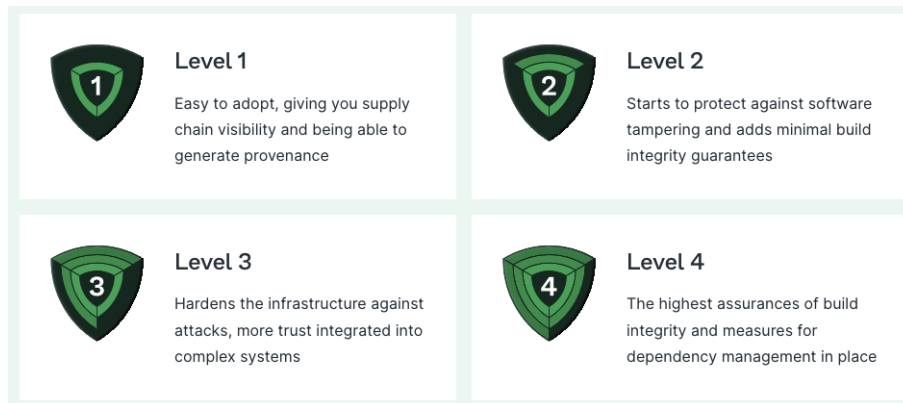 1
Level 1
Easy to adopt, giving you supply
chain visibility and being able to
generate provenance
2
Level 2
Starts to protect against software
tampering and adds minimal build
integrity guarantees
3
Level 3
Hardens the infrastructure against
attacks, more trust integrated into
complex systems
4
Level 4
The highest assurances of build
integrity and measures for
dependency management in place